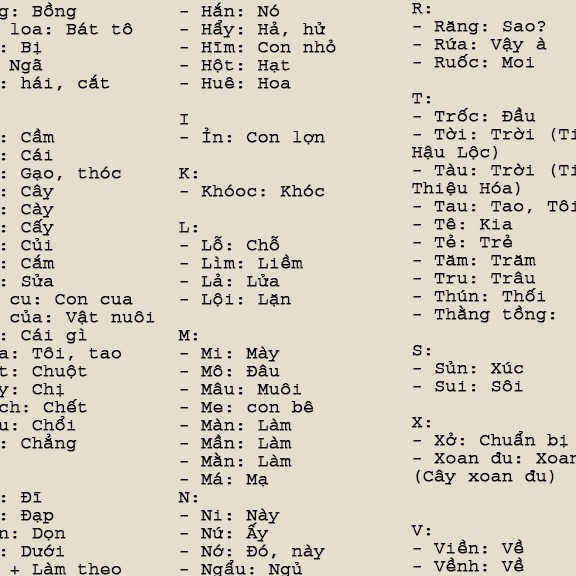 g: Bồng
loa: Bát tô
: Bị
Ngã
: hái, cắt
: Cầm
: Cái
: Gạo, thóc
: Cây
: Cày
: Cấy
: Củi
: Cắm
: Sửa
cu: Con cua
của: Vật nuôi
: Cái gì
a: Tôi, tao
t: Chuột
y: Chị
ch: Chết
u: Chổi
: Chẳng
: Đĩ
: Đạp
n: Dọn
: Dưới
+ Làm theo
- Hắn: Nó
- Hẩy: Hả, hử
- Hĩm: Con nhỏ
- Hột: Hạt
- Huê: Hoa
I
- Ỉn: Con lợn
K:
- Khóoc: Khóc
L:
- Lỗ: Chỗ
- Lìm: Liềm
- Lả: Lửa
- Lội: Lặn
M:
- Mi: Mày
- Mô: Đâu
- Mâu: Muôi
- Me: con bê
- Màn: Làm
- Mần: Làm
- Mằn: Làm
- Má: Mạ
N:
- Ni: Này
- Nứ: Ấy
- Nớ: Đó, này
- Ngẩu: Ngủ
R:
- Răng: Sao?
- Rứa: Vậy à
- Ruốc: Moi
T:
- Trốc: Đầu
- Tời: Trời (Tí
Hậu Lộc)
- Tàu: Trời (Tí
Thiệu Hóa)
- Tau: Tao, Tôi
- Tê: Kia
- Tẻ: Trẻ
- Tăm: Trăm
- Tru: Trâu
- Thún: Thối
- Thằng tồng:
S:
- Sủn: Xúc
- Sui: Sôi
X:
- Xở: Chuẩn bị
- Xoan đu: Xoan
(Cây xoan đu)
V:
- Viền: Về
- Vềnh: Về